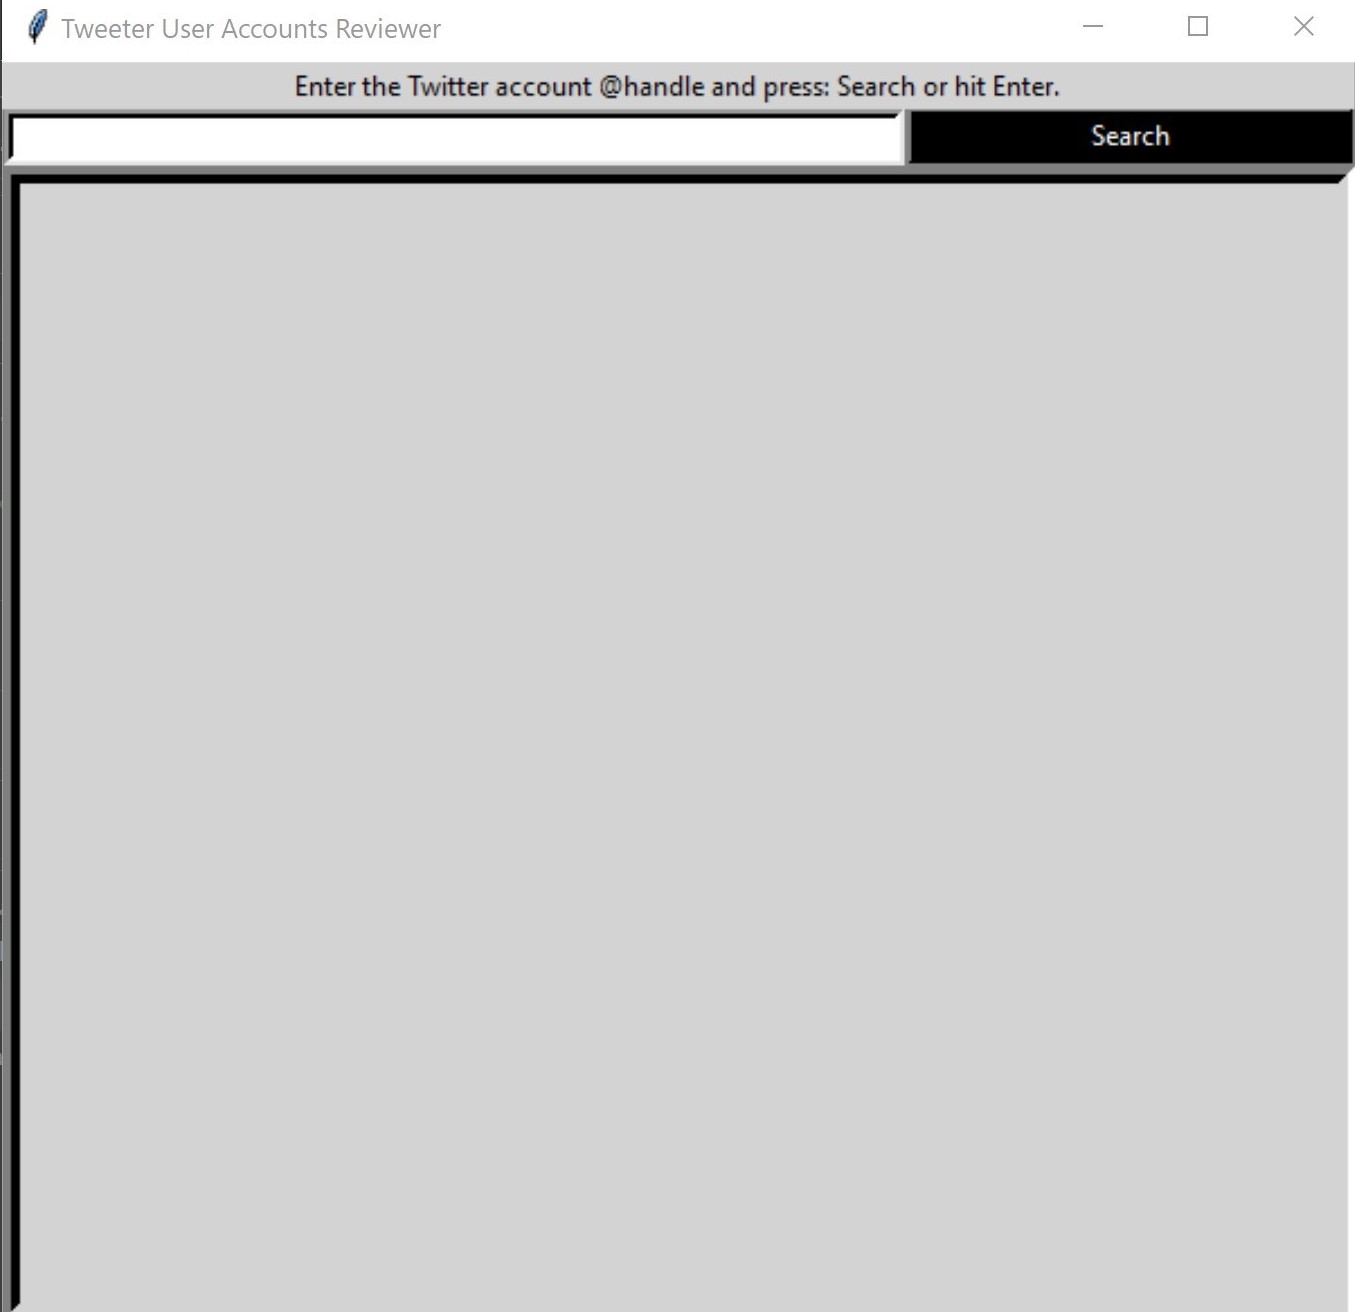 Tweeter User Accounts Reviewer
Enter the Twitter account @handle and press: Search or hit Enter.
Search